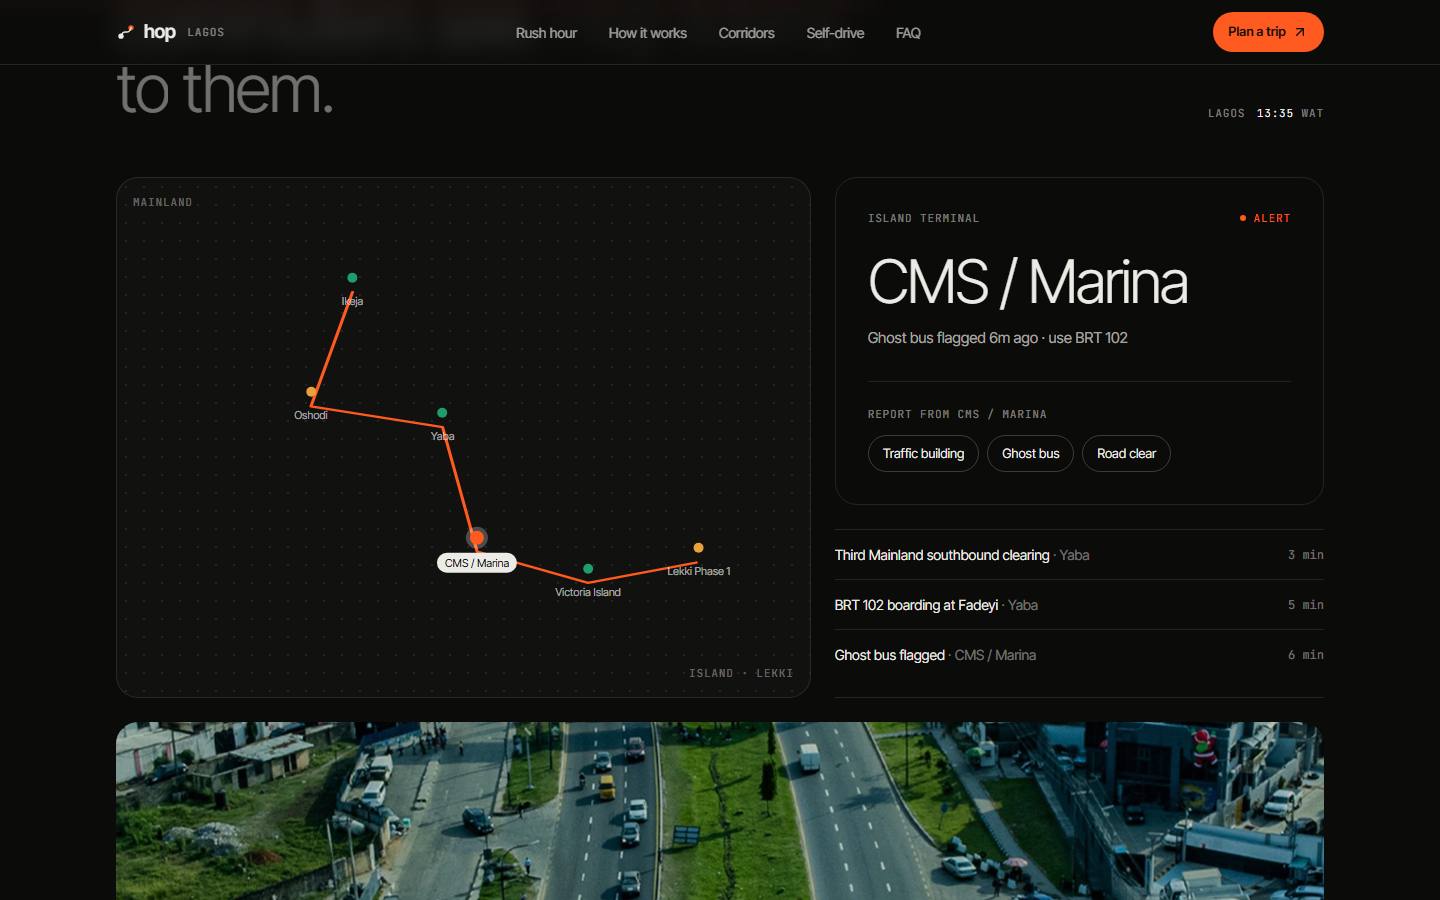 hop LAGOS
Rush hour
How it works
Corridors
Self-drive
FAQ
Plan a trip
to them.
LAGOS 13:35 WAT
MAINLAND
Ikeja
Oshodi
Yaba
CMS / Marina
Victoria Island
Lekki Phase 1
ISLAND · LEKKI
ISLAND TERMINAL
ALERT
CMS / Marina
Ghost bus flagged 6m ago · use BRT 102
REPORT FROM CMS / MARINA
Traffic building
Ghost bus
Road clear
Third Mainland southbound clearing · Yaba 3 min
BRT 102 boarding at Fadeyi · Yaba 5 min
Ghost bus flagged · CMS / Marina 6 min